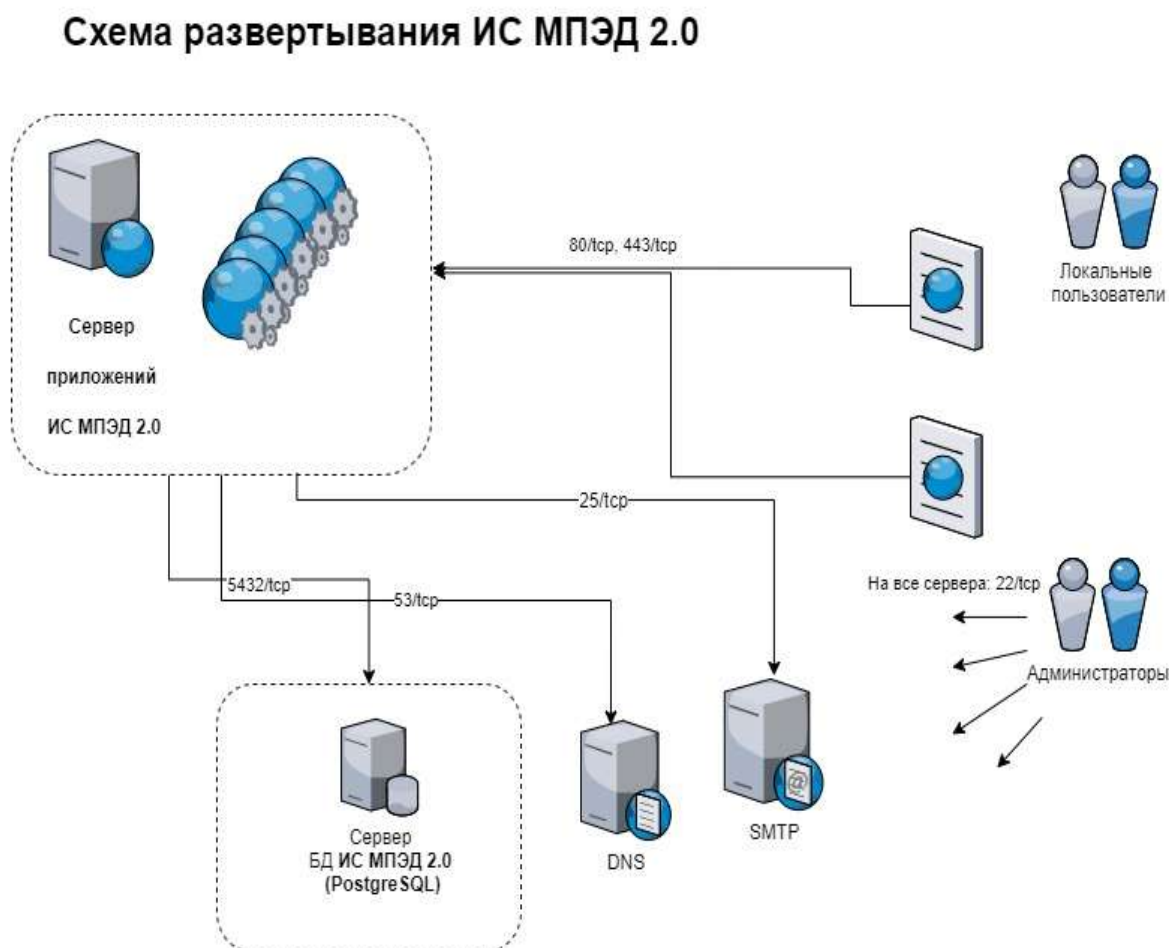 Схема развертывания ИС МПЭД 2.0
Сервер
приложений
ИС МПЭД 2.0
80/tcp, 443/tcp
Локальные
пользователи
25/tcp
5432/tcp
53/tcp
На все сервера: 22/tcp
Администраторы
Сервер
БД ИС МПЭД 2.0
(PostgreSQL)
DNS
SMTP